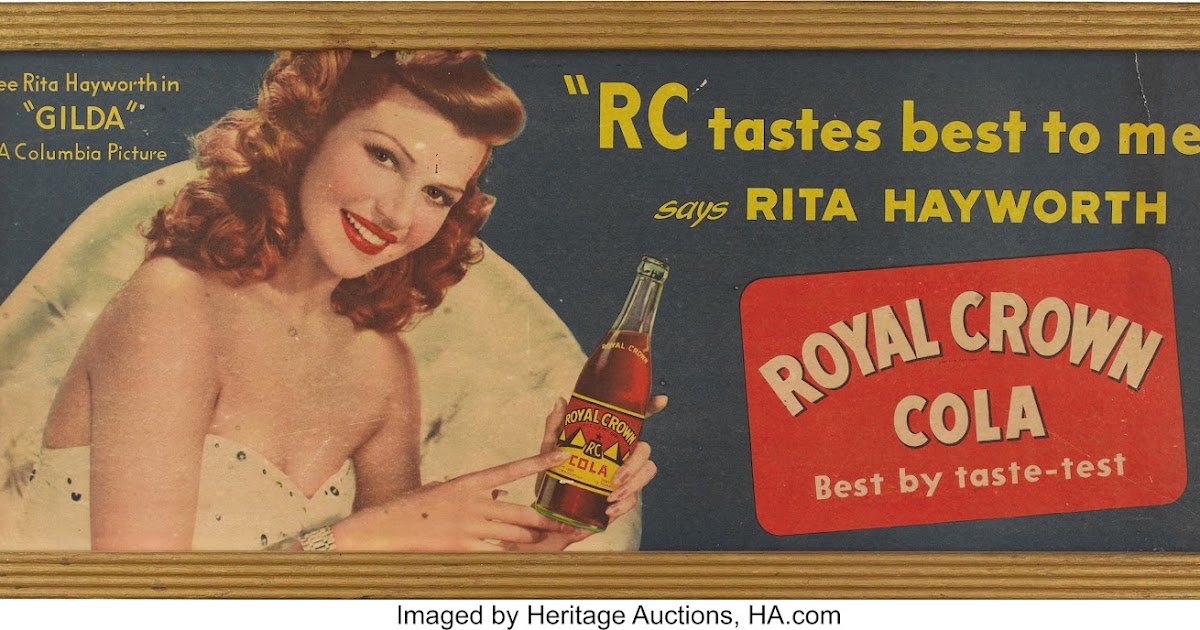 ee Rita Hayworth in
"GILDA"
A Columbia Picture
"RC tastes best to me
says RITA HAYWORTH
ROYAL CROWN
COLA
Best by taste-test
ROYAL CROWN
ROYAL CROWN
RC
COLA
Imaged by Heritage Auctions, HA.com